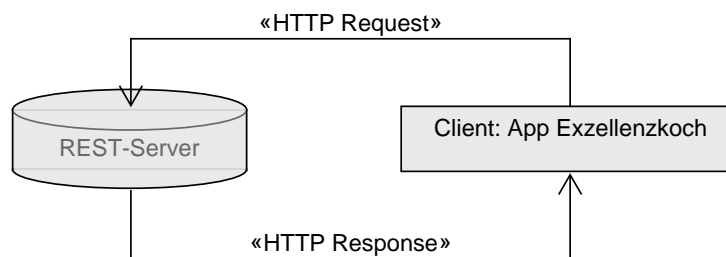 «HTTP Request»
REST-Server
Client: App Exzellenzkoch
«HTTP Response»